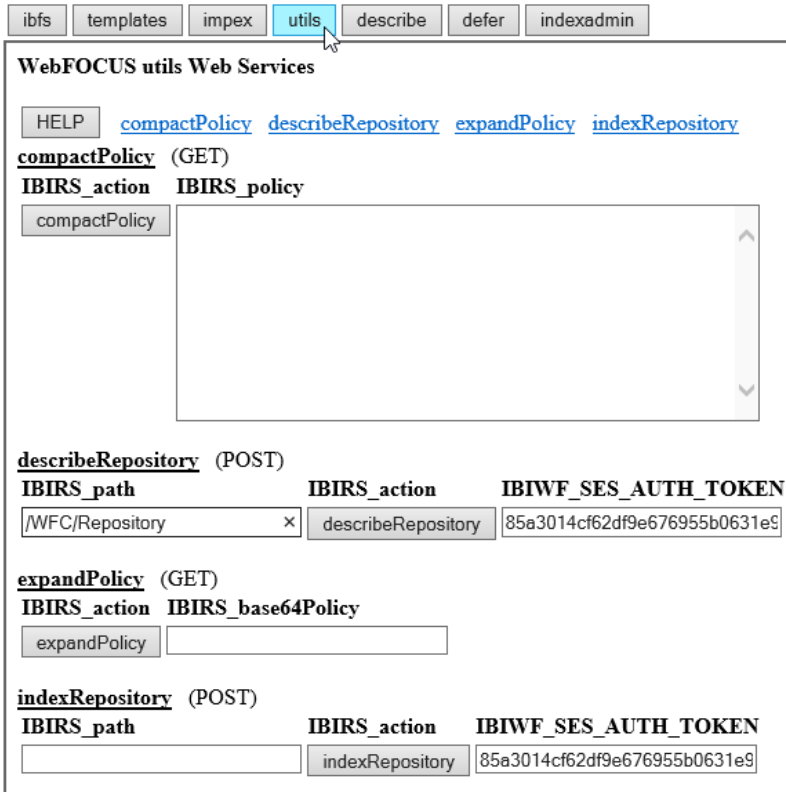 ibfs templates impex utils describe defer indexadmin
WebFOCUS utils Web Services
HELP compactPolicy describeRepository expandPolicy indexRepository
compactPolicy (GET)
IBIRS_action IBIRS_policy
compactPolicy
describeRepository (POST)
IBIRS_path IBIRS_action IBIWF_SES_AUTH_TOKEN
/WFC/Repository × describeRepository 85a3014cf62df9e676955b0631e9
expandPolicy (GET)
IBIRS_action IBIRS_base64Policy
expandPolicy
indexRepository (POST)
IBIRS_path IBIRS_action IBIWF_SES_AUTH_TOKEN
indexRepository 85a3014cf62df9e676955b0631e9